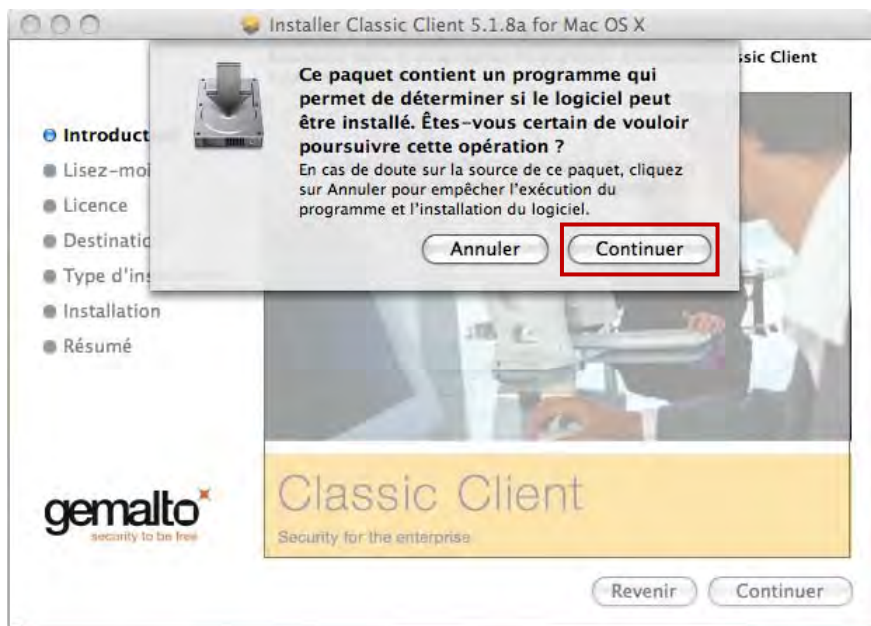 Installer Classic Client 5.1.8a for Mac OS X
ssic Client
Ce paquet contient un programme qui
permet de déterminer si le logiciel peut
être installé. Êtes-vous certain de vouloir
poursuivre cette opération ?
En cas de doute sur la source de ce paquet, cliquez
sur Annuler pour empêcher l'exécution du
programme et l'installation du logiciel.
Annuler
Continuer
Introduct
Lisez-moi
Licence
Destinatio
Type d'ins
Installation
Résumé
gemalto
security to be free
Classic Client
Security for the enterprise
Revenir
Continuer